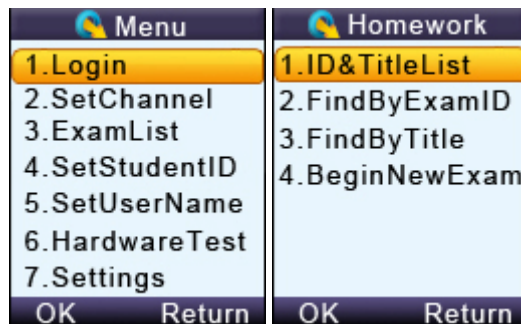 Menu
1.Login
2.SetChannel
3.ExamList
4.SetStudentID
5.SetUserName
6.HardwareTest
7.Settings
OK Return
Homework
1.ID&TitleList
2.FindByExamID
3.FindByTitle
4.BeginNewExam
OK Return